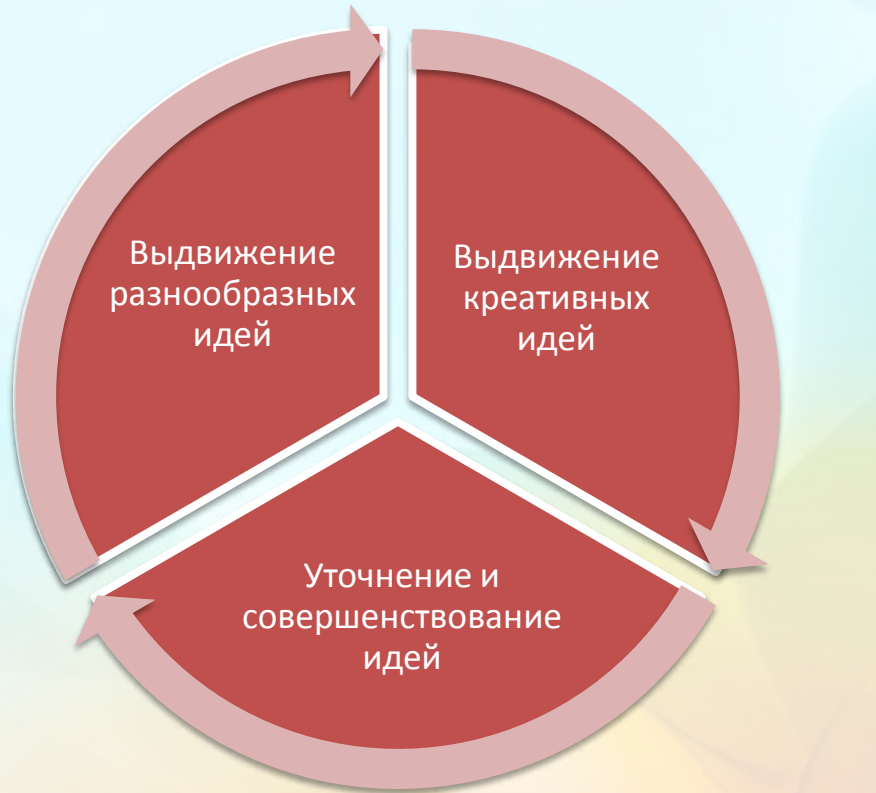 Выдвижение
разнообразных
идей
Выдвижение
креативных
идей
Уточнение и
совершенствование
идей